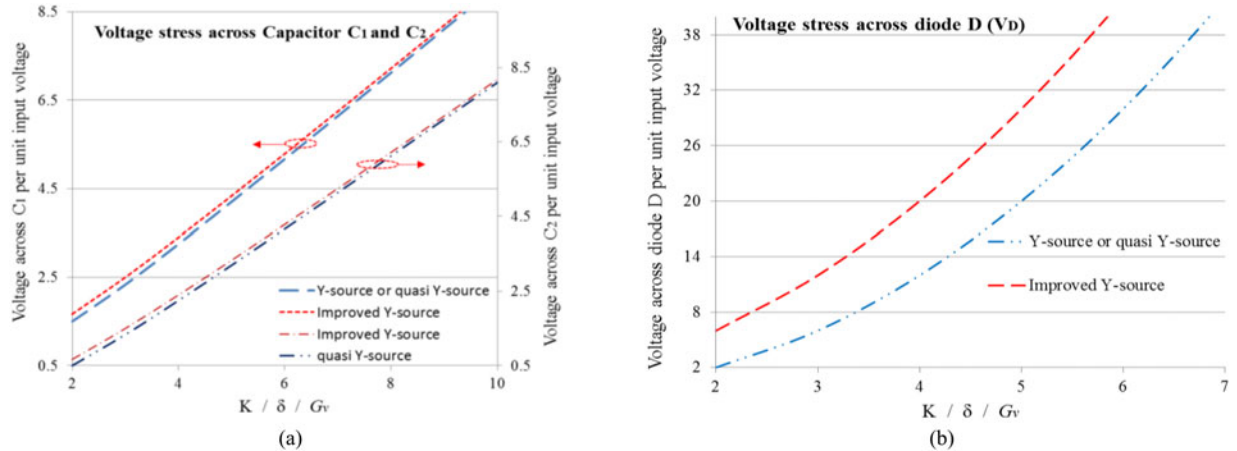 Voltage stress across Capacitor C1 and C2
Voltage across C1 per unit input voltage
8.5
6.5
4.5
2.5
0.5
Voltage across C2 per unit input voltage
8.5
6.5
4.5
2.5
0.5
Y-source or quasi Y-source
Improved Y-source
Improved Y-source
quasi Y-source
2 4 6 8 10
K / δ / Gv
(a)
Voltage stress across diode D (VD)
Voltage across diode D per unit input voltage
38
32
26
20
14
8
2
Y-source or quasi Y-source
Improved Y-source
2 3 4 5 6 7
K / δ / Gv
(b)